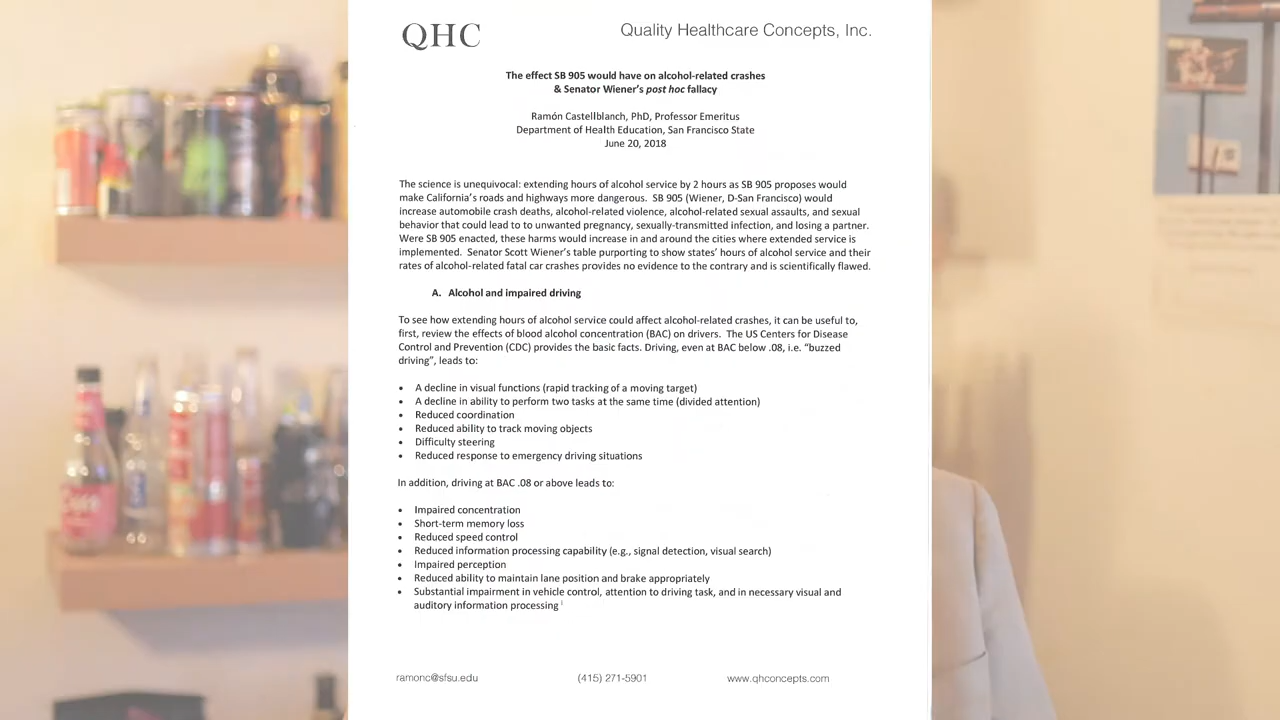 QHC
Quality Healthcare Concepts, Inc.
The effect SB 905 would have on alcohol-related crashes
& Senator Wiener's post hoc fallacy
Ramón Castellblanch, PhD, Professor Emeritus
Department of Health Education, San Francisco State
June 20, 2018
The science is unequivocal: extending hours of alcohol service by 2 hours as SB 905 proposes would
make California's roads and highways more dangerous. SB 905 (Wiener, D-San Francisco) would
increase automobile crash deaths, alcohol-related violence, alcohol-related sexual assaults, and sexual
behavior that could lead to to unwanted pregnancy, sexually-transmitted infection, and losing a partner.
Were SB 905 enacted, these harms would increase in and around the cities where extended service is
implemented. Senator Scott Wiener's table purporting to show states' hours of alcohol service and their
rates of alcohol-related fatal car crashes provides no evidence to the contrary and is scientifically flawed.
A. Alcohol and impaired driving
To see how extending hours of alcohol service could affect alcohol-related crashes, it can be useful to,
first, review the effects of blood alcohol concentration (BAC) on drivers. The US Centers for Disease
Control and Prevention (CDC) provides the basic facts. Driving, even at BAC below .08, i.e. "buzzed
driving", leads to:
• A decline in visual functions (rapid tracking of a moving target)
• A decline in ability to perform two tasks at the same time (divided attention)
• Reduced coordination
• Reduced ability to track moving objects
• Difficulty steering
• Reduced response to emergency driving situations
In addition, driving at BAC .08 or above leads to:
• Impaired concentration
• Short-term memory loss
• Reduced speed control
• Reduced information processing capability (e.g., signal detection, visual search)
• Impaired perception
• Reduced ability to maintain lane position and brake appropriately
• Substantial impairment in vehicle control, attention to driving task, and in necessary visual and
auditory information processing i
ramonc@sfsu.edu
(415) 271-5901
www.qhconcepts.com